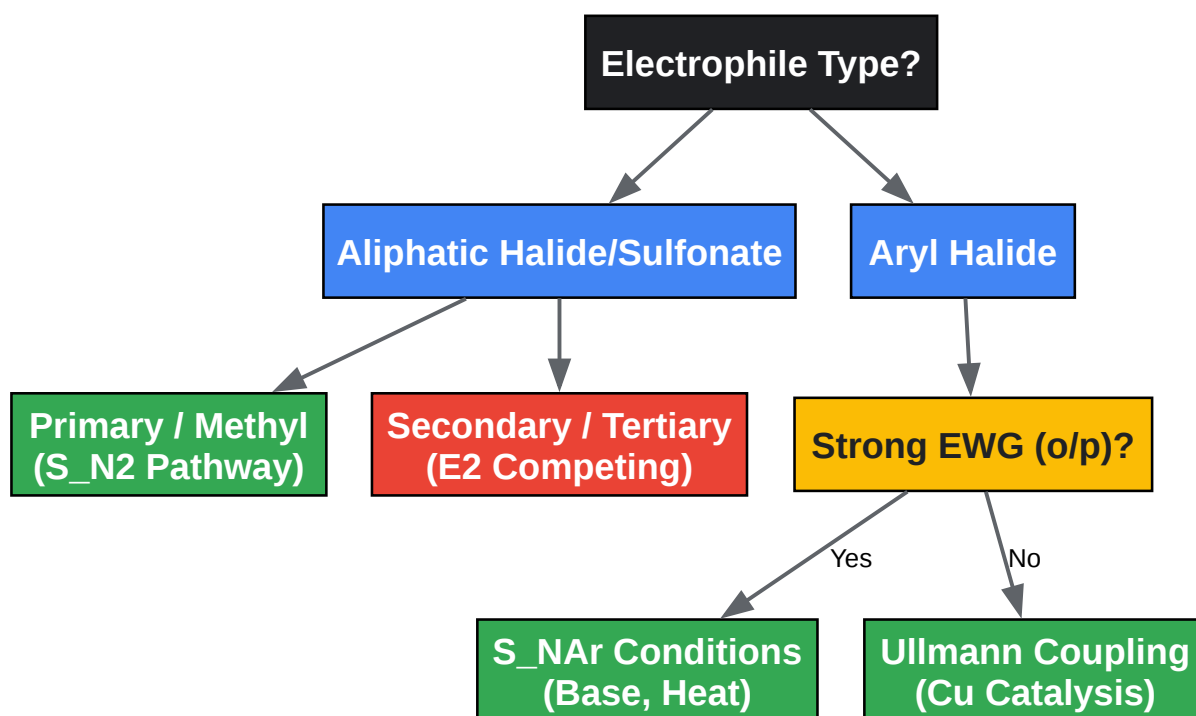 Electrophile Type?
Aliphatic Halide/Sulfonate
Aryl Halide
Primary / Methyl
(S_N2 Pathway)
Secondary / Tertiary
(E2 Competing)
Strong EWG (o/p)?
Yes
No
S_NAr Conditions
(Base, Heat)
Ullmann Coupling
(Cu Catalysis)